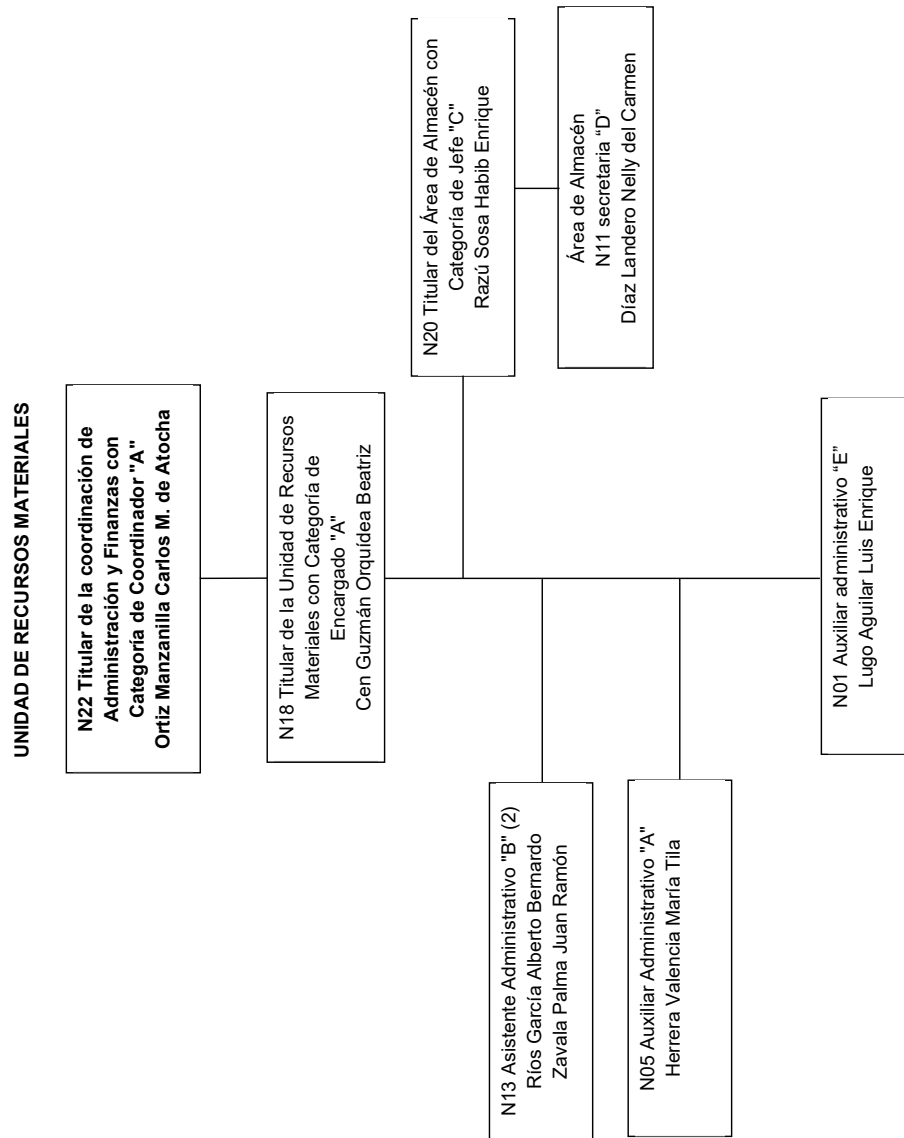 UNIDAD DE RECURSOS MATERIALES
N22 Titular de la coordinación de
Administración y Finanzas con
Categoría de Coordinador "A"
Ortiz Manzanilla Carlos M. de Atocha
N18 Titular de la Unidad de Recursos
Materiales con Categoría de
Encargado "A"
Cen Guzmán Orquídea Beatriz
N20 Titular del Área de Almacén con
Categoría de Jefe "C"
Razú Sosa Habib Enrique
Área de Almacén
N11 secretaria “D”
Díaz Landero Nelly del Carmen
N13 Asistente Administrativo "B" (2)
Ríos García Alberto Bernardo
Zavala Palma Juan Ramón
N05 Auxiliar Administrativo "A"
Herrera Valencia María Tila
N01 Auxiliar administrativo “E”
Lugo Aguilar Luis Enrique